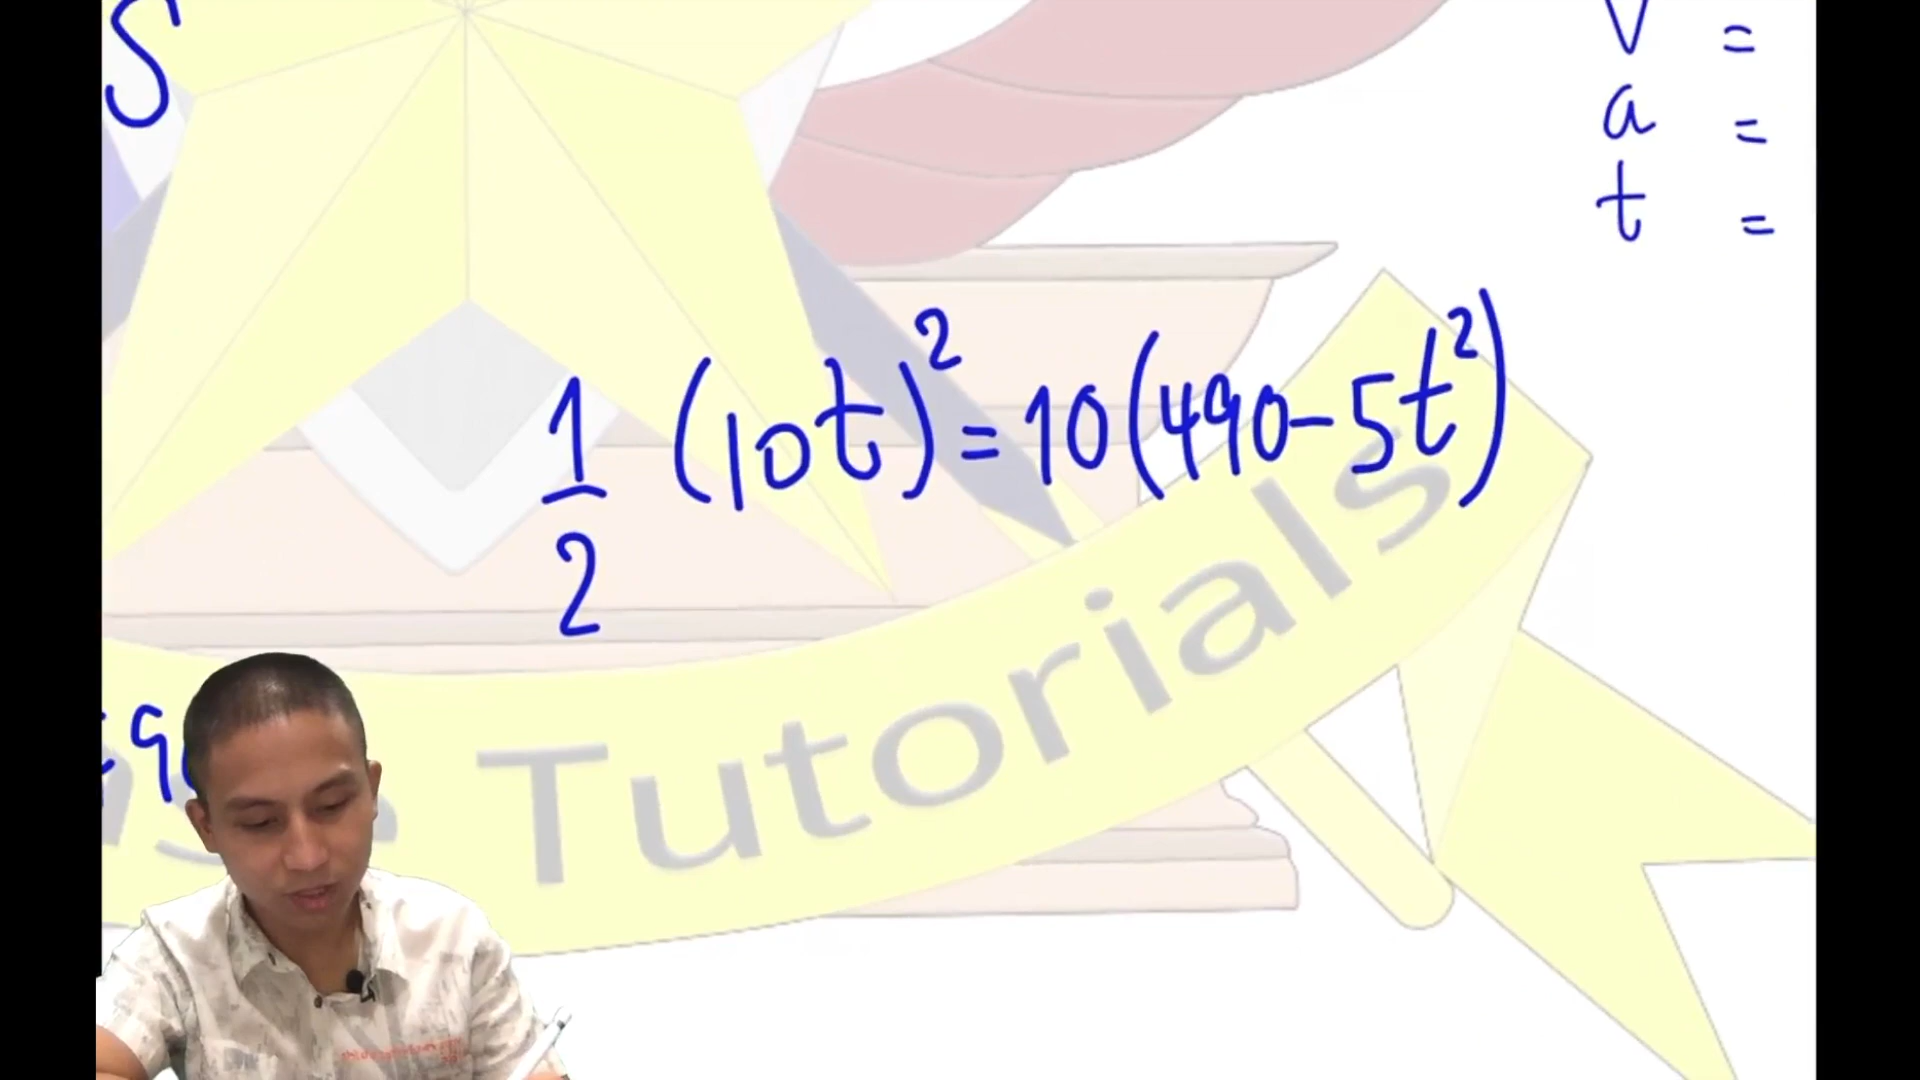 S
V =
a =
t =
1/2 (10t)² = 10(490-5t²)
Tutorials